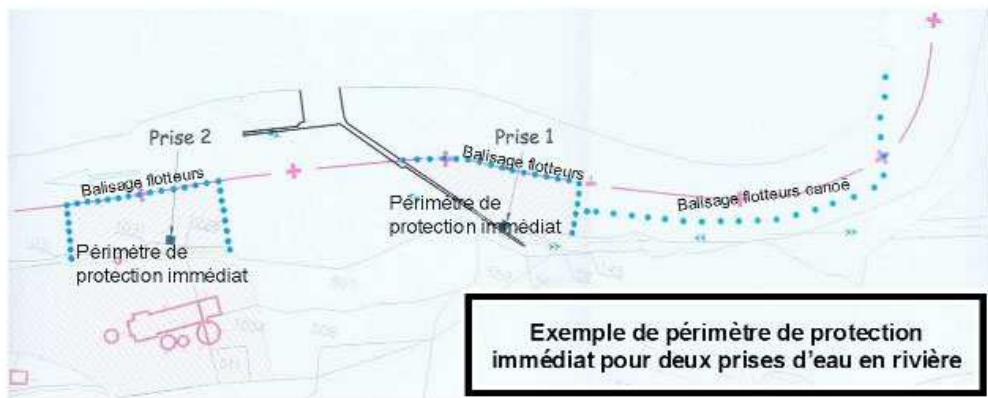 Prise 2
Prise 1
Balisage flotteurs
Balisage flotteurs
Balisage flotteurs canoë
Périmètre de
protection immédiat
Périmètre de
protection immédiat
Exemple de périmètre de protection
immédiat pour deux prises d'eau en rivière